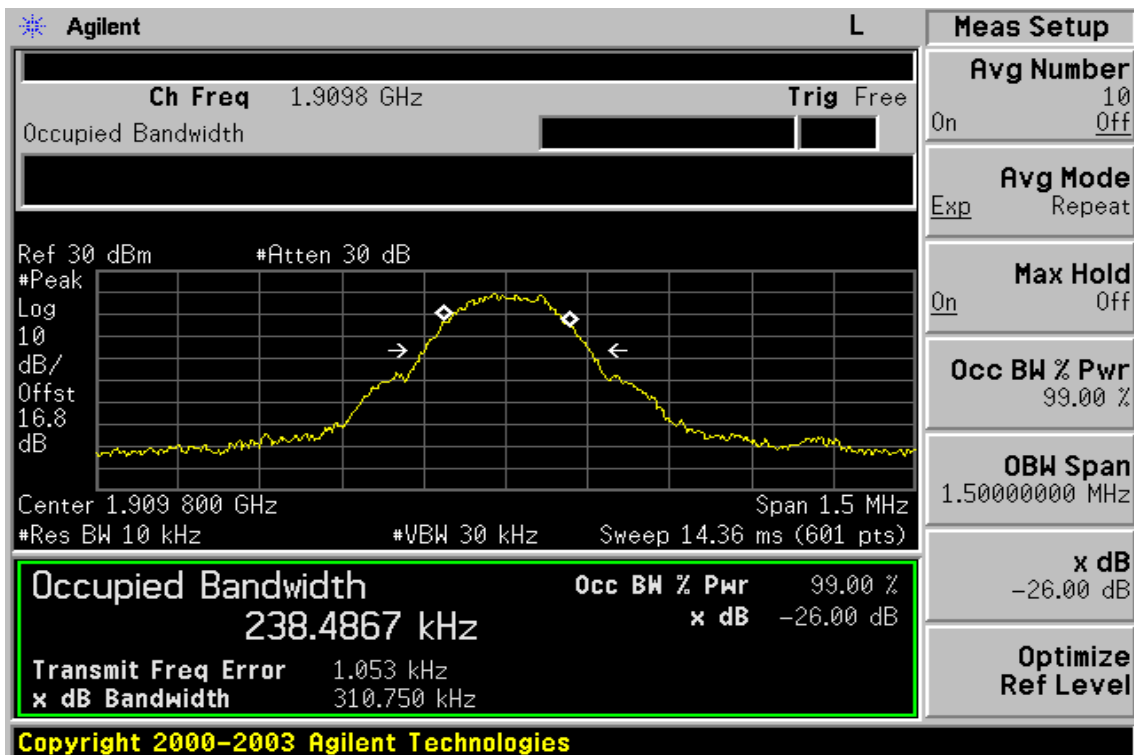 Agilent L
Ch Freq 1.9098 GHz Trig Free
Occupied Bandwidth
Ref 30 dBm #Atten 30 dB
#Peak
Log
10
dB/
Offst
16.8
dB
Center 1.909 800 GHz Span 1.5 MHz
#Res BW 10 kHz #VBW 30 kHz Sweep 14.36 ms (601 pts)
Occupied Bandwidth Occ BW % Pwr 99.00 %
238.4867 kHz x dB -26.00 dB
Transmit Freq Error 1.053 kHz
x dB Bandwidth 310.750 kHz
Copyright 2000-2003 Agilent Technologies
Meas Setup
Avg Number
10
On Off
Avg Mode
Exp Repeat
Max Hold
On Off
Occ BW % Pwr
99.00 %
OBW Span
1.50000000 MHz
x dB
-26.00 dB
Optimize
Ref Level